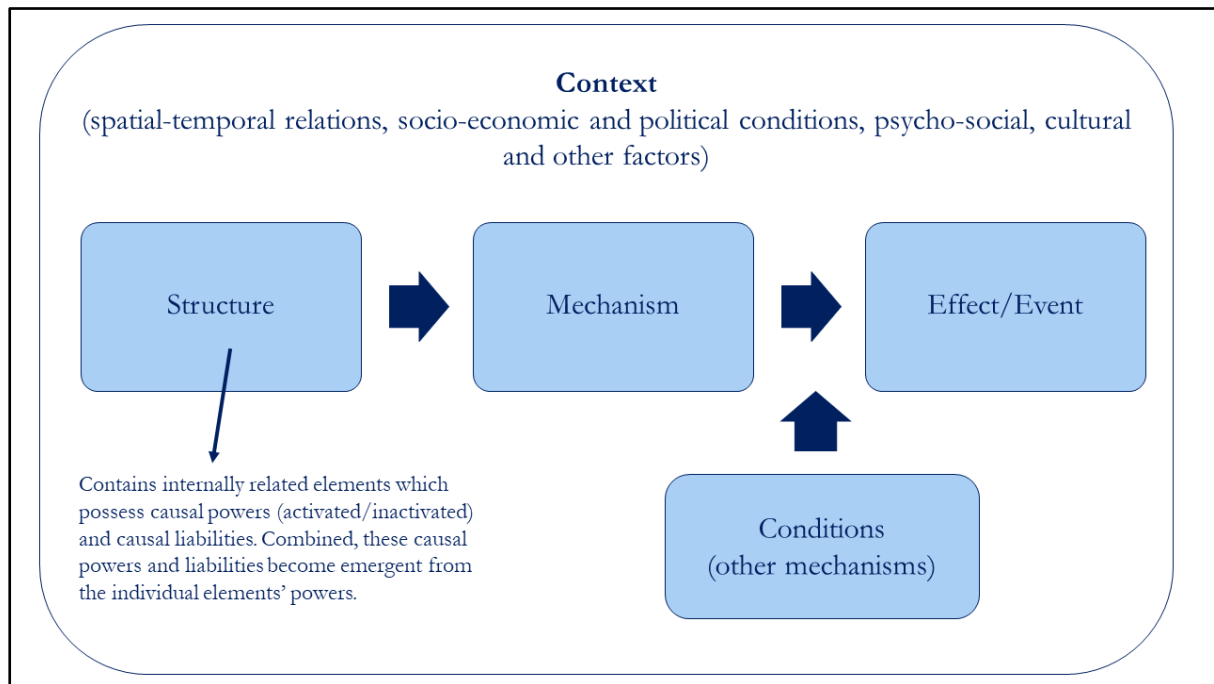 Context
(spatial-temporal relations, socio-economic and political conditions, psycho-social, cultural
and other factors)
Structure
Mechanism
Effect/Event
Contains internally related elements which
possess causal powers (activated/inactivated)
and causal liabilities. Combined, these causal
powers and liabilities become emergent from
the individual elements’ powers.
Conditions
(other mechanisms)